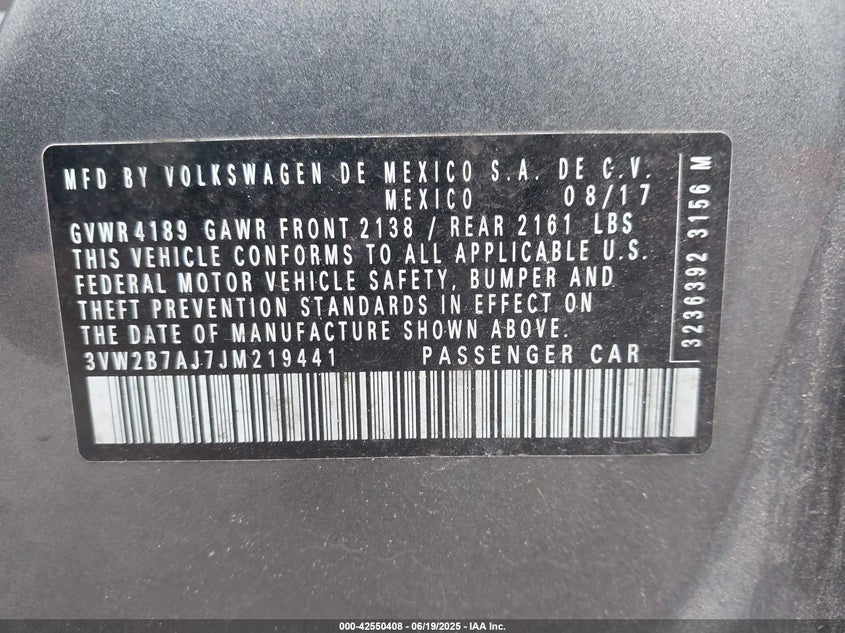 MFD BY VOLKSWAGEN DE MEXICO S.A. DE C.V.
MEXICO 08/17
GVWR4189 GAWR FRONT 2138 / REAR 2161 LBS
THIS VEHICLE CONFORMS TO ALL APPLICABLE U.S.
FEDERAL MOTOR VEHICLE SAFETY, BUMPER AND
THEFT PREVENTION STANDARDS IN EFFECT ON
THE DATE OF MANUFACTURE SHOWN ABOVE.
3VW2B7AJ7JM219441 PASSENGER CAR
3236392 3156 M
000-42550408 - 06/19/2025 - IAA Inc.